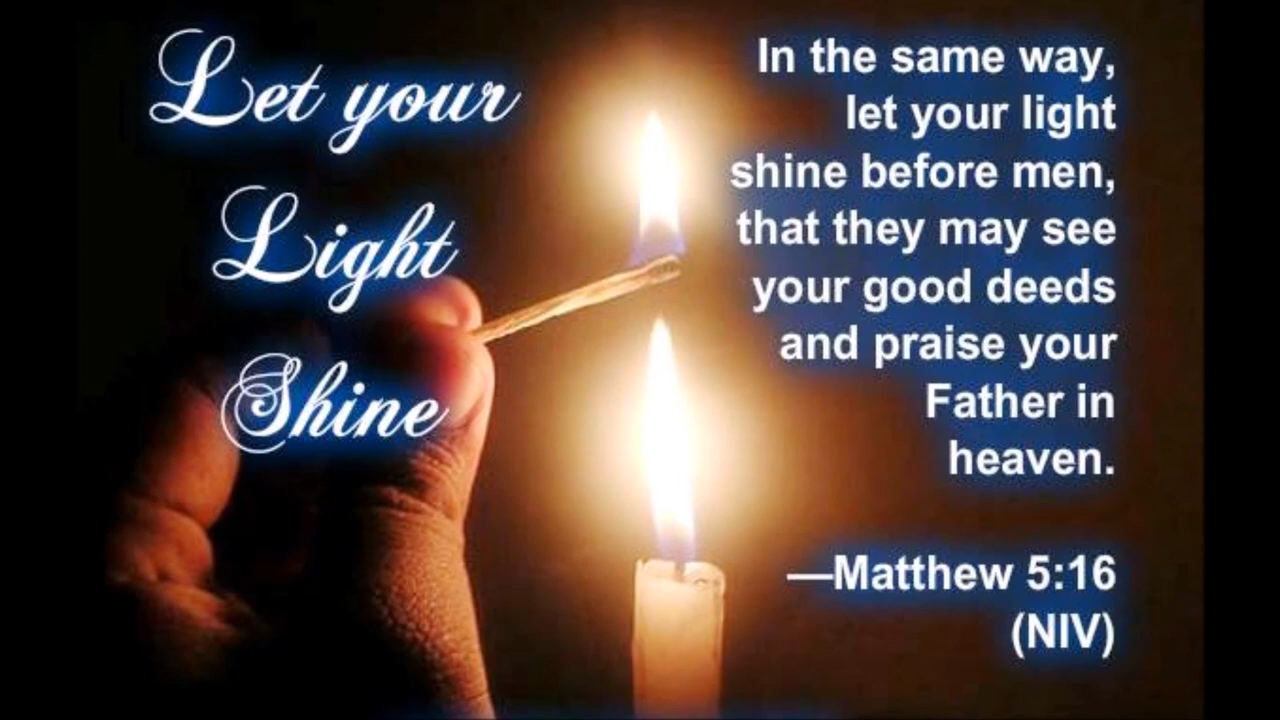 Let your
Light
Shine
In the same way,
let your light
shine before men,
that they may see
your good deeds
and praise your
Father in
heaven.
—Matthew 5:16
(NIV)